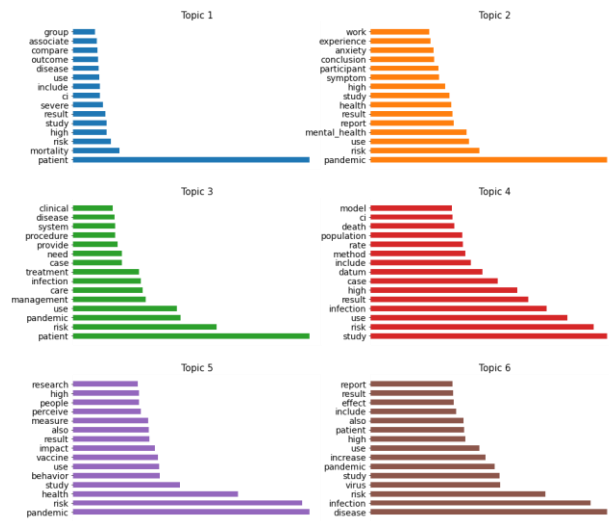 Topic 1
group
associate
compare
outcome
disease
use
include
ci
severe
result
study
high
risk
mortality
patient
Topic 2
work
experience
anxiety
conclusion
participant
symptom
high
study
health
result
report
mental_health
use
risk
pandemic
Topic 3
clinical
disease
system
procedure
provide
need
case
treatment
infection
care
management
use
pandemic
risk
patient
Topic 4
model
ci
death
population
rate
method
include
datum
case
high
result
infection
use
risk
study
Topic 5
research
high
people
perceive
measure
also
result
impact
vaccine
use
behavior
study
health
risk
pandemic
Topic 6
report
result
effect
include
also
patient
high
use
increase
pandemic
study
virus
risk
infection
disease